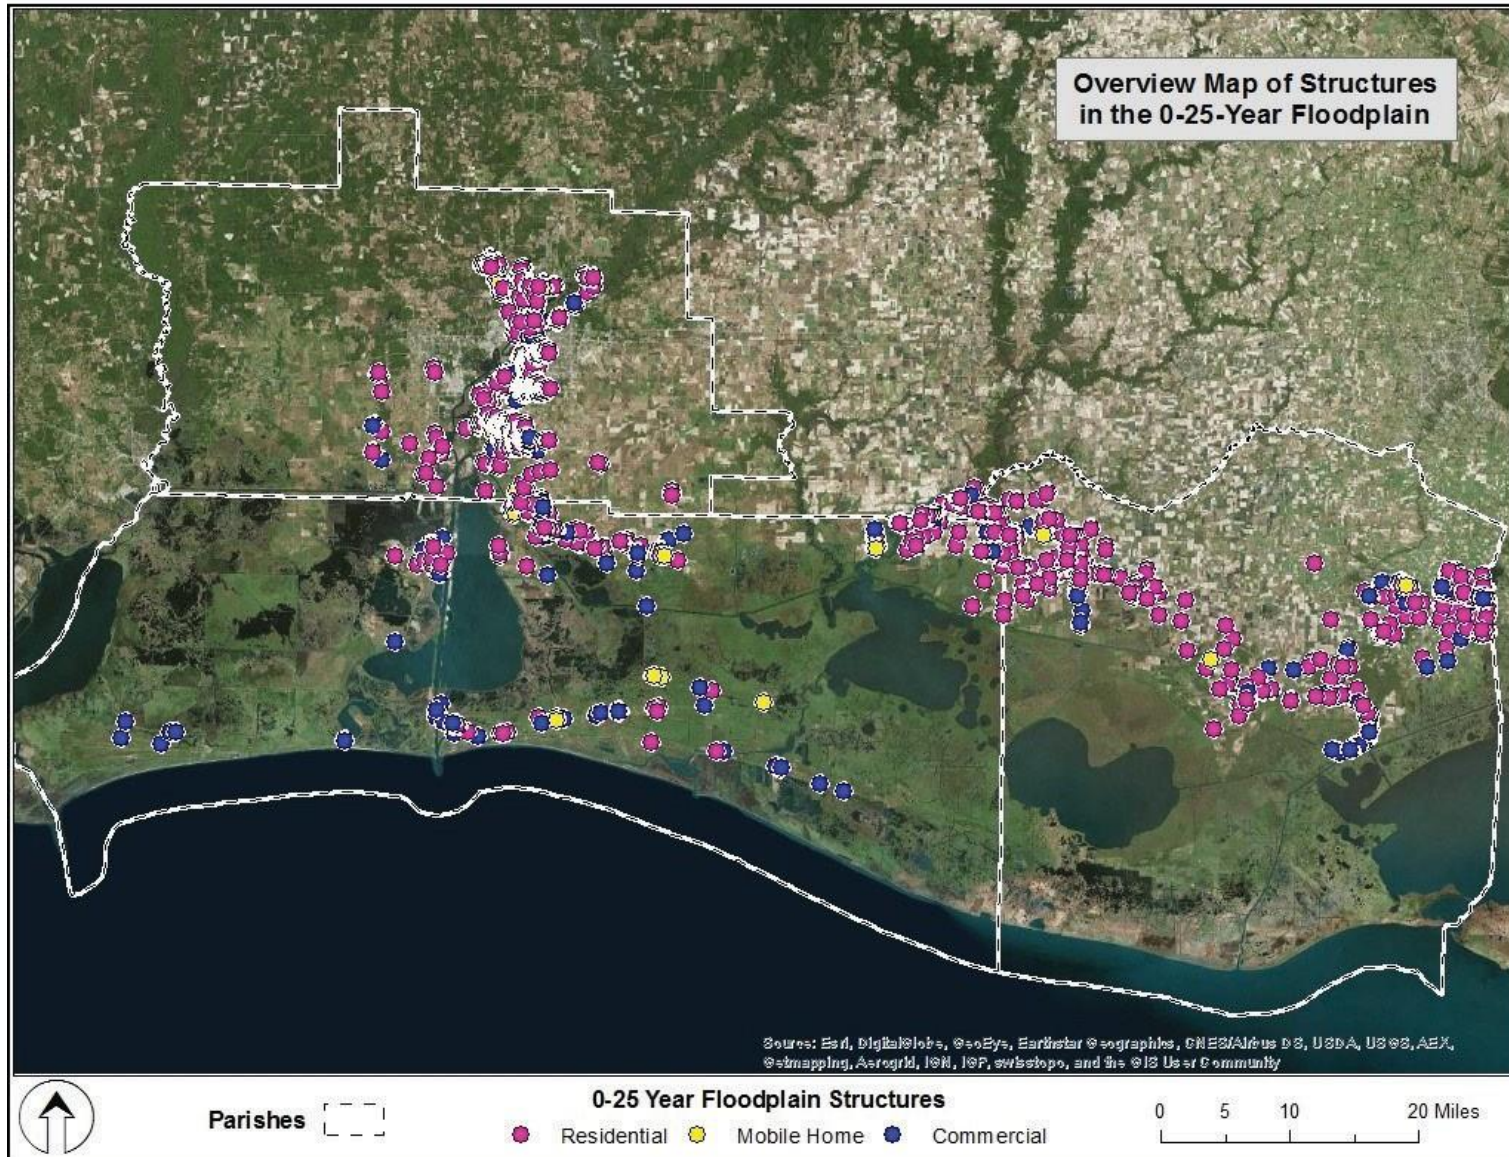 Overview Map of Structures
in the 0-25-Year Floodplain
Source: Esri, DigitalGlobe, GeoEye, Earthstar Geographics, CNES/Airbus DS, USDA, USGS, AEX,
Getmapping, Aerogrid, IGN, IGP, swisstopo, and the GIS User Community
Parishes
0-25 Year Floodplain Structures
Residential Mobile Home Commercial
0 5 10 20 Miles